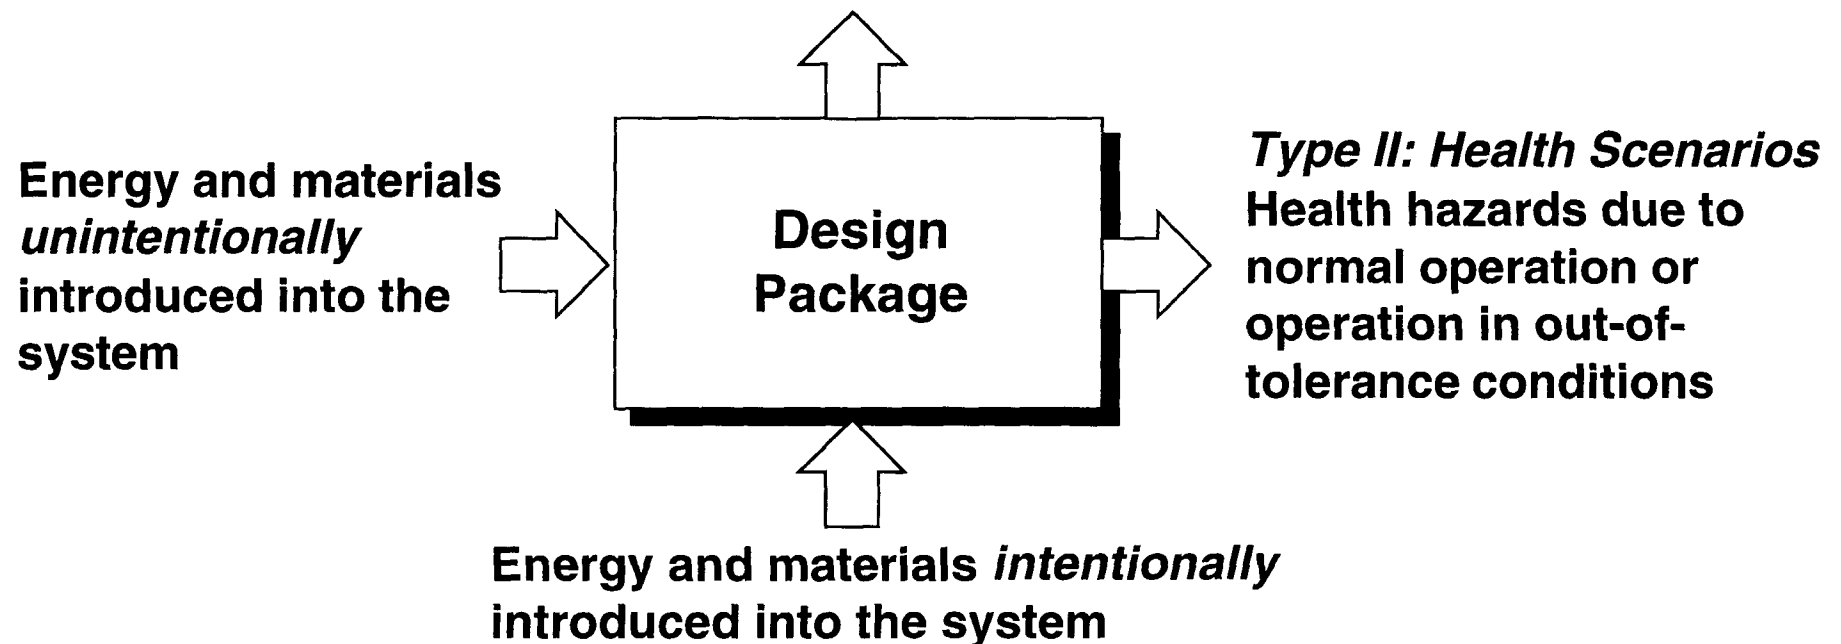 Energy and materials
unintentionally
introduced into the
system
Design
Package
Type II: Health Scenarios
Health hazards due to
normal operation or
operation in out-of-
tolerance conditions
Energy and materials intentionally
introduced into the system